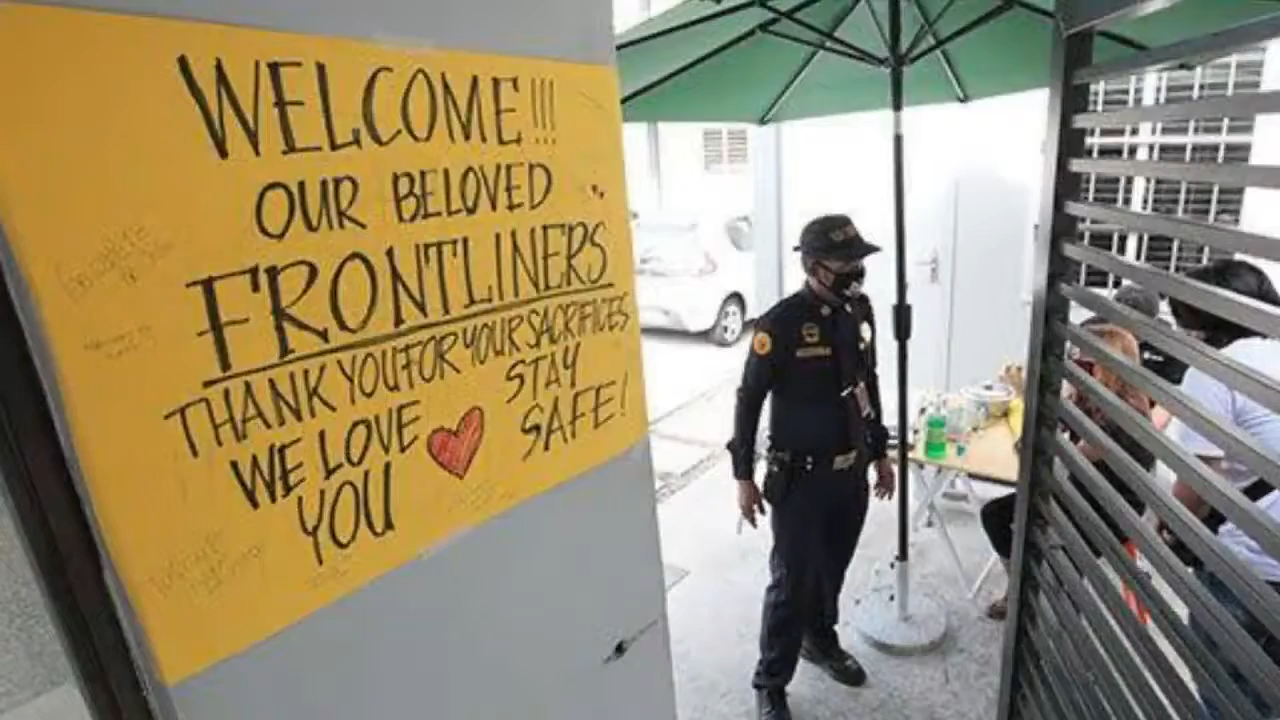 WELCOME!!!
OUR BELOVED
FRONTLINERS
THANK YOU FOR YOUR SACRIFICES
WE LOVE
YOU
STAY
SAFE!